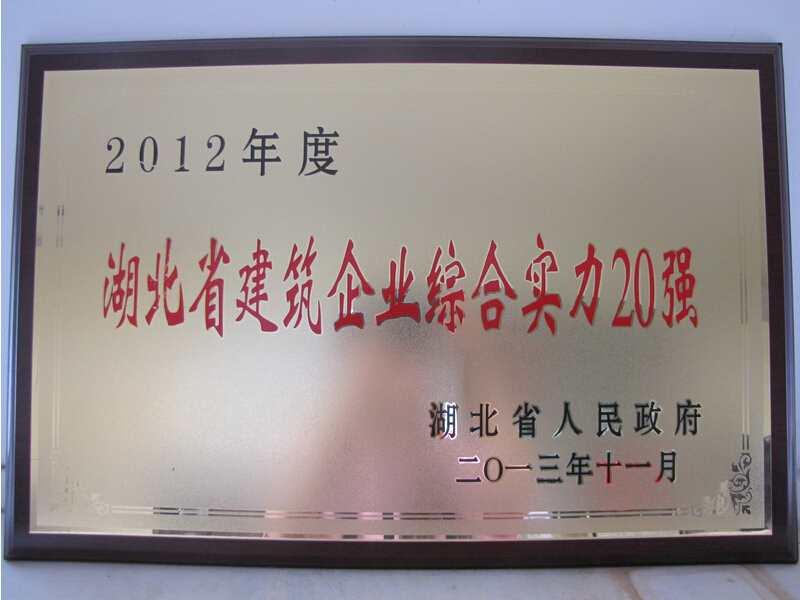 2012年度
湖北省建筑企业综合实力20强
湖北省人民政府
二〇一三年十一月